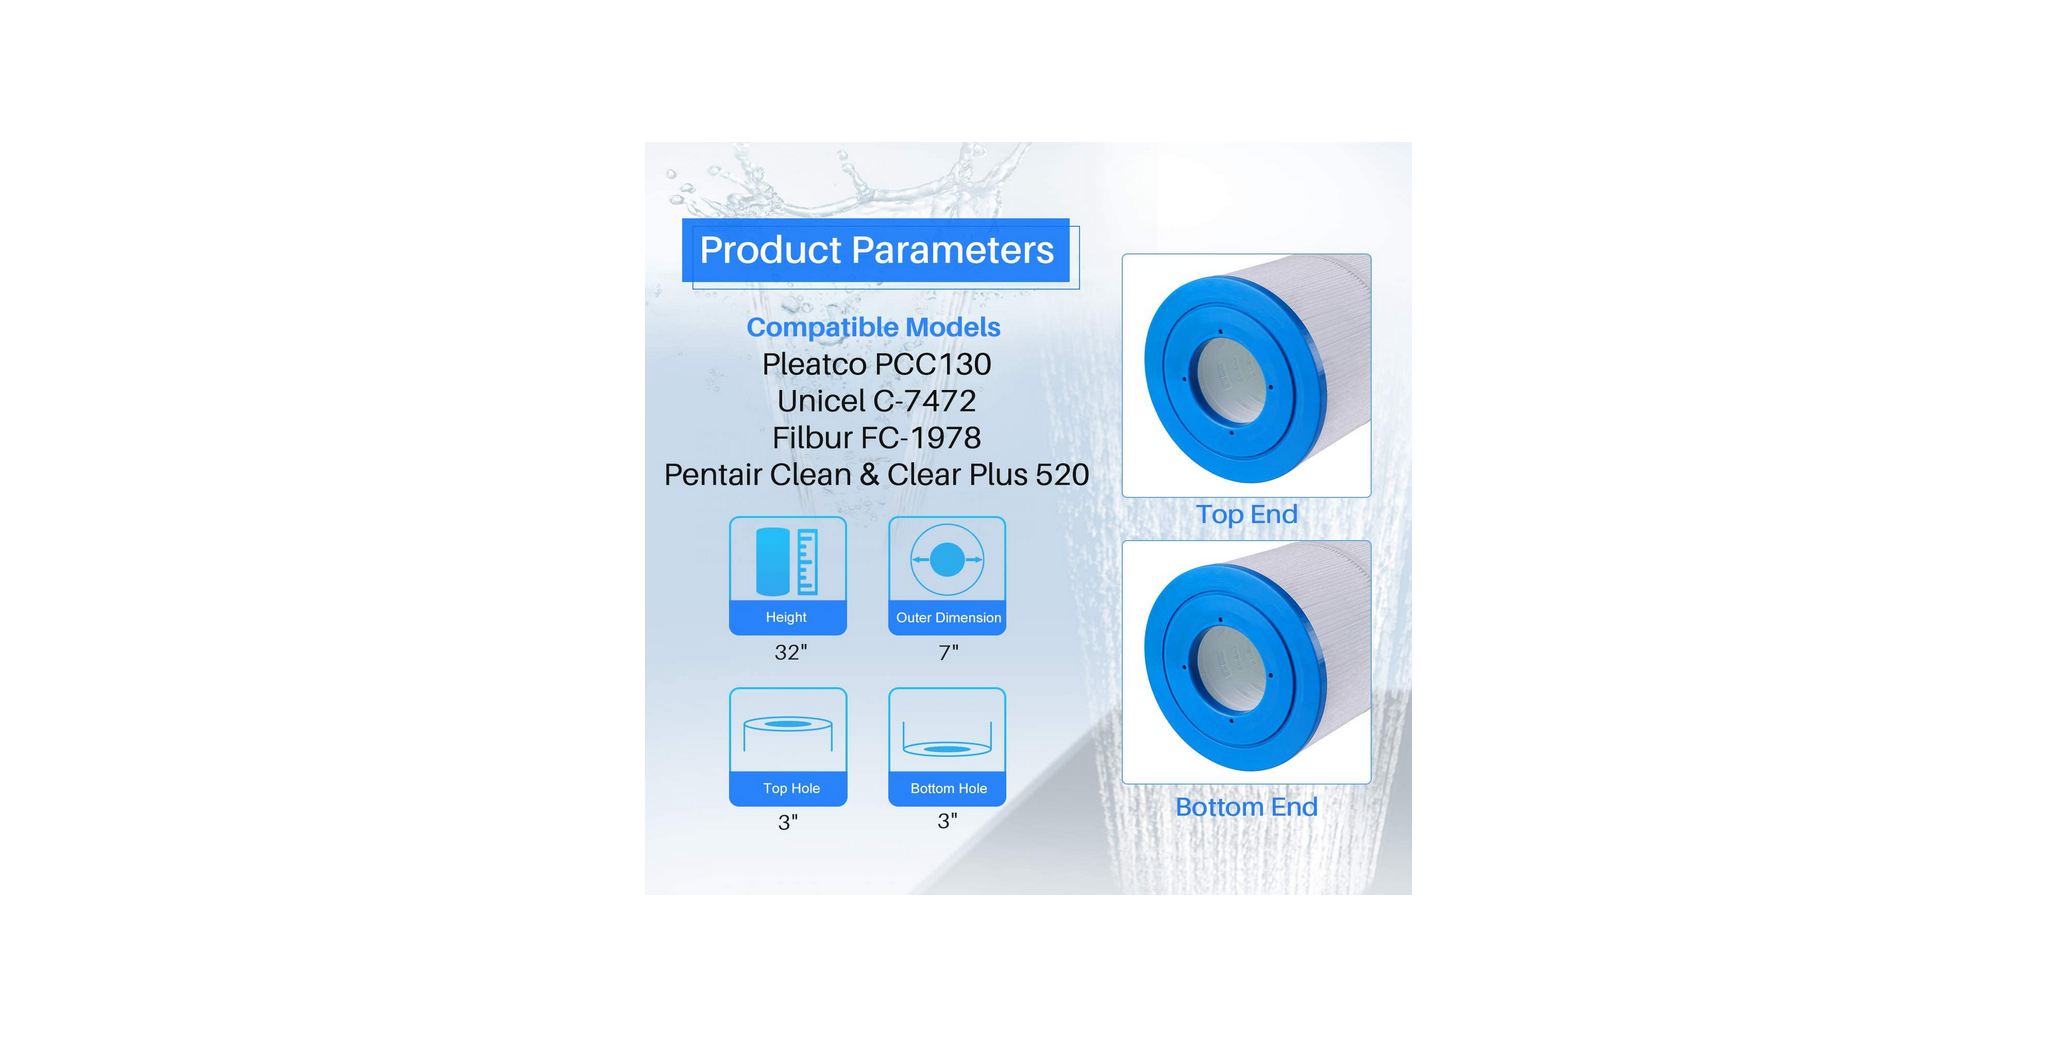 Product Parameters
Compatible Models
Pleatco PCC130
Unicel C-7472
Filbur FC-1978
Pentair Clean & Clear Plus 520
Height
32"
Outer Dimension
7"
Top Hole
3"
Bottom Hole
3"
Top End
Bottom End